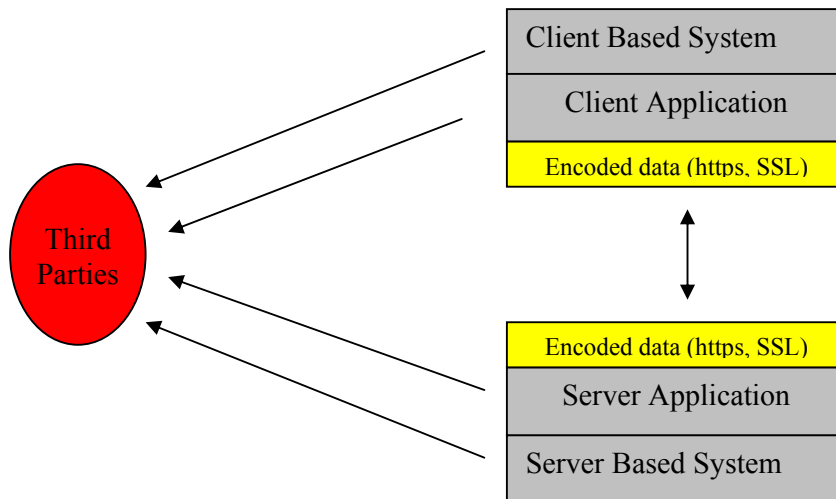 Client Based System
Client Application
Encoded data (https, SSL)
Third
Parties
Encoded data (https, SSL)
Server Application
Server Based System